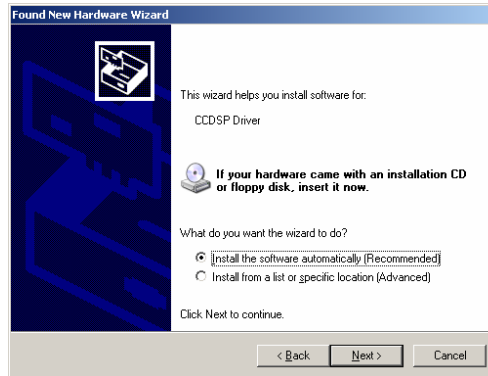 Found New Hardware Wizard
This wizard helps you install software for:
CCDSP Driver
If your hardware came with an installation CD
or floppy disk, insert it now.
What do you want the wizard to do?
Install the software automatically (Recommended)
Install from a list or specific location (Advanced)
Click Next to continue.
< Back Next > Cancel